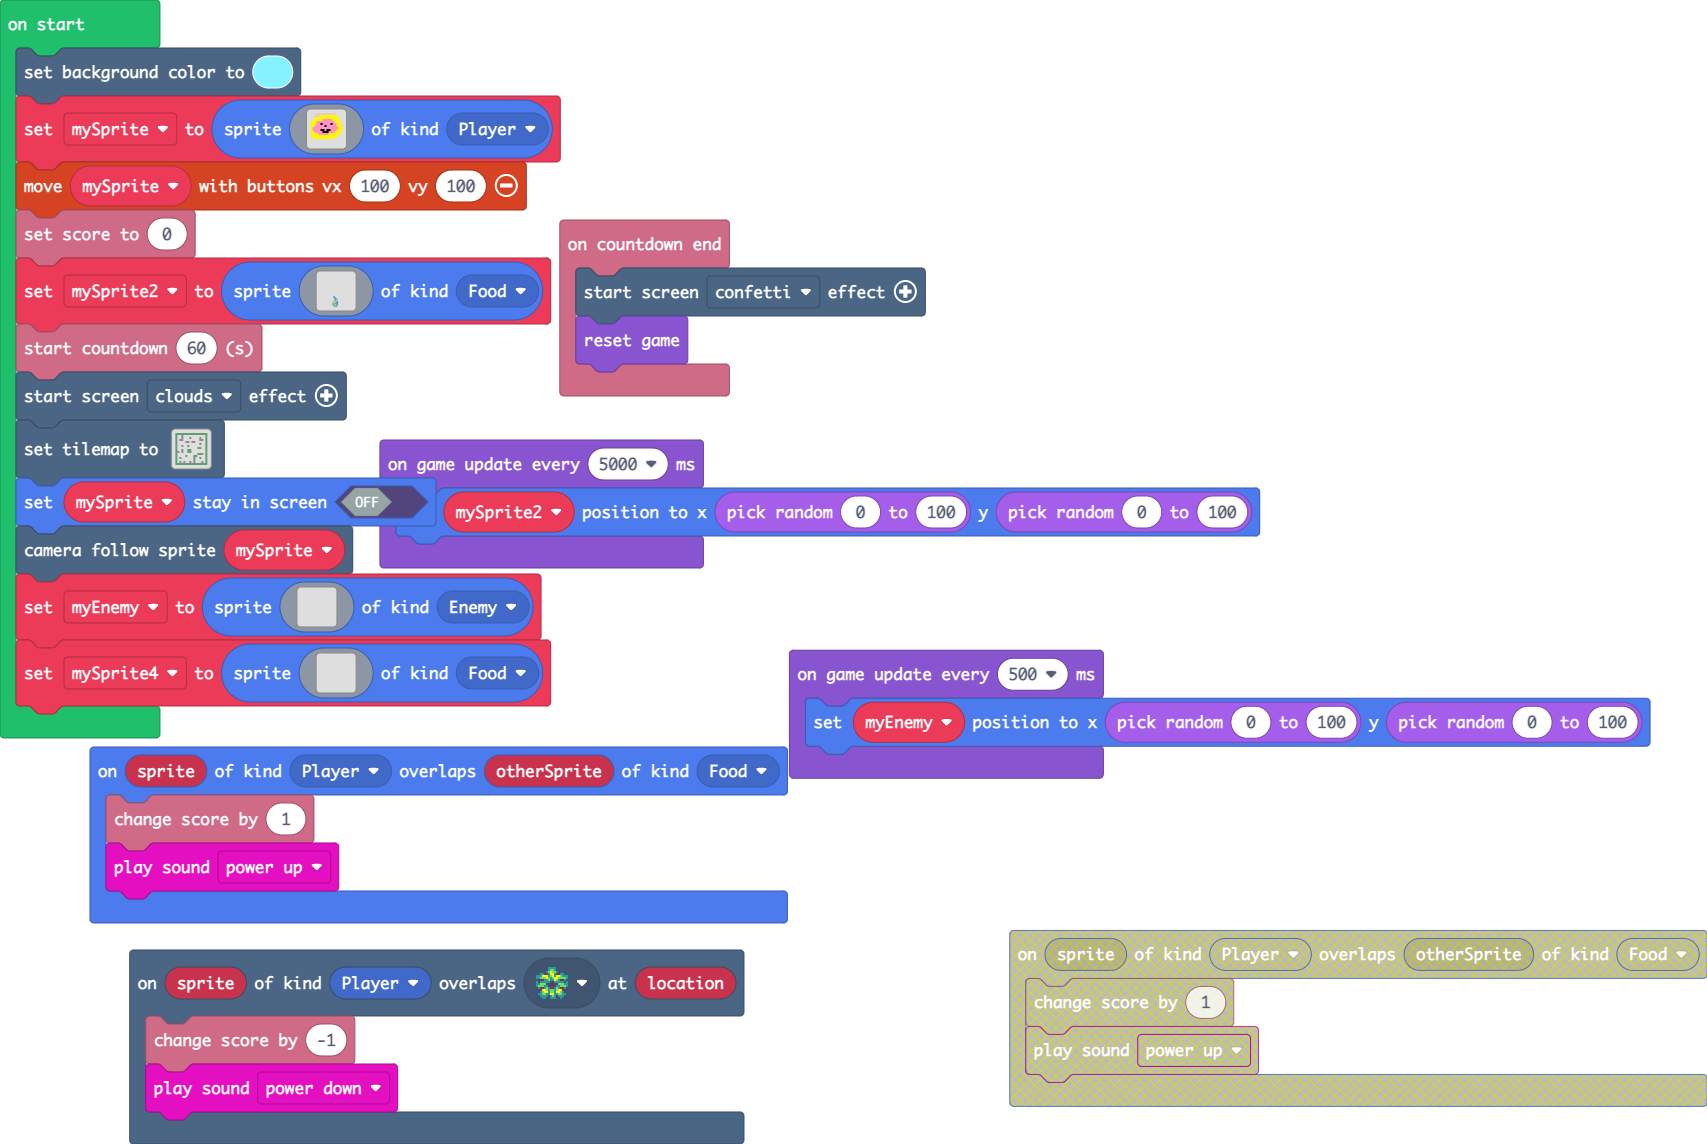 on start
set background color to
set mySprite to sprite of kind Player
move mySprite with buttons vx 100 vy 100
set score to 0
set mySprite2 to sprite of kind Food
start countdown 60 (s)
start screen clouds effect
set tilemap to
set mySprite stay in screen OFF
camera follow sprite mySprite
set myEnemy to sprite of kind Enemy
set mySprite4 to sprite of kind Food
on countdown end
start screen confetti effect
reset game
on game update every 5000 ms
mySprite2 position to x pick random 0 to 100 y pick random 0 to 100
on game update every 500 ms
set myEnemy position to x pick random 0 to 100 y pick random 0 to 100
on sprite of kind Player overlaps otherSprite of kind Food
change score by 1
play sound power up
on sprite of kind Player overlaps at location
change score by -1
play sound power down
on sprite of kind Player overlaps otherSprite of kind Food
change score by 1
play sound power up